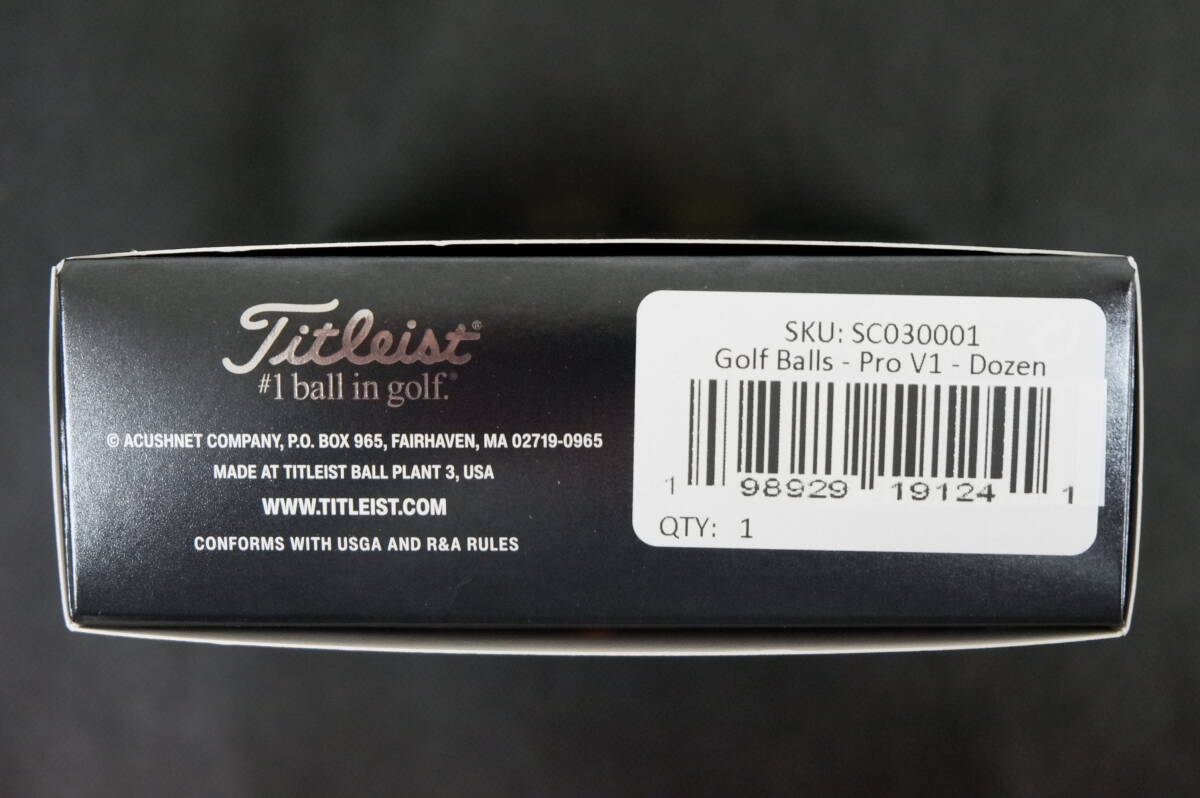 Titleist®
#1 ball in golf.®
© ACUSHNET COMPANY, P.O. BOX 965, FAIRHAVEN, MA 02719-0965
MADE AT TITLEIST BALL PLANT 3, USA
WWW.TITLEIST.COM
CONFORMS WITH USGA AND R&A RULES
SKU: SC030001
Golf Balls - Pro V1 - Dozen
1 98929 19124 1
QTY: 1